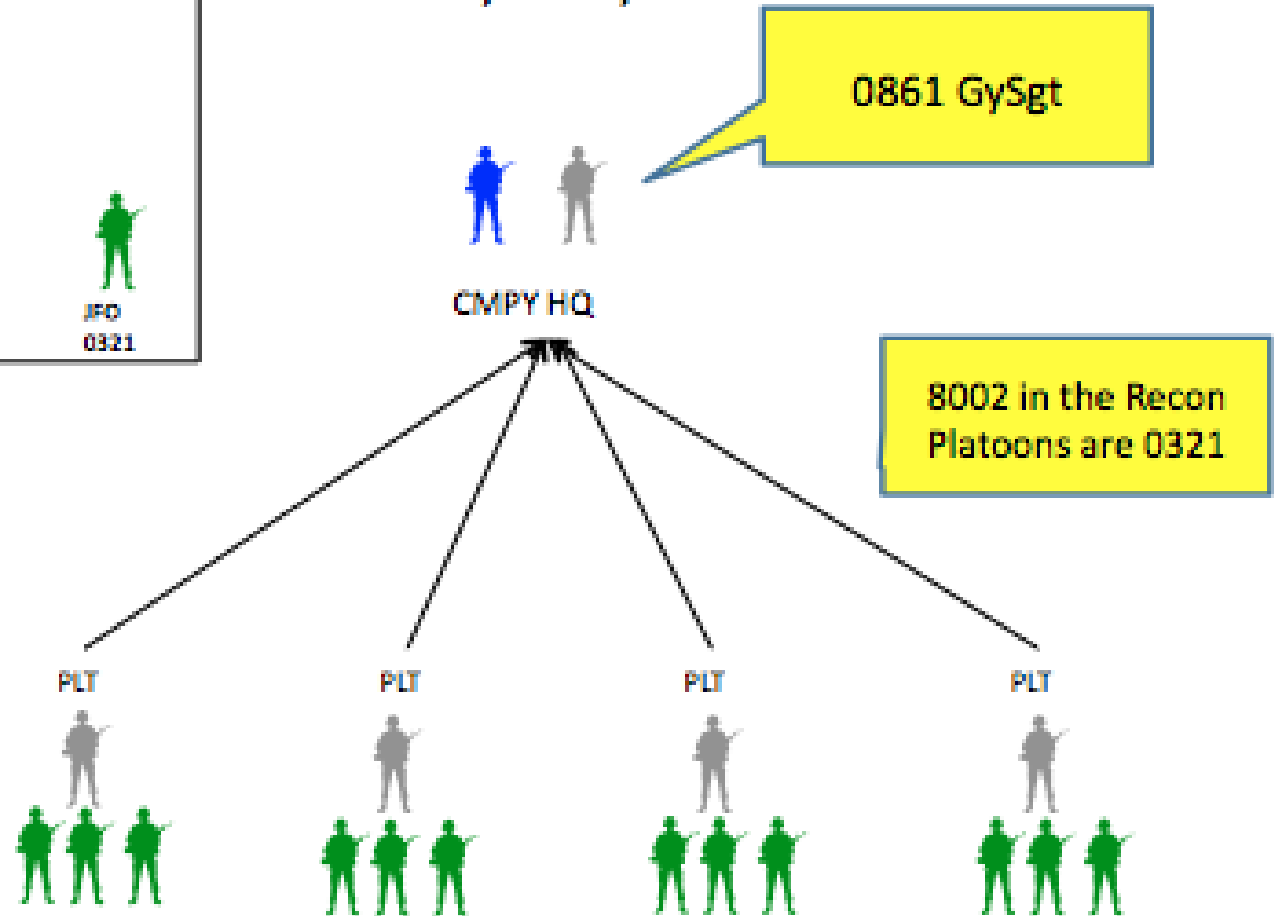 0861 GySgt
JFO
0321
CMPY HQ
8002 in the Recon
Platoons are 0321
PLT
PLT
PLT
PLT